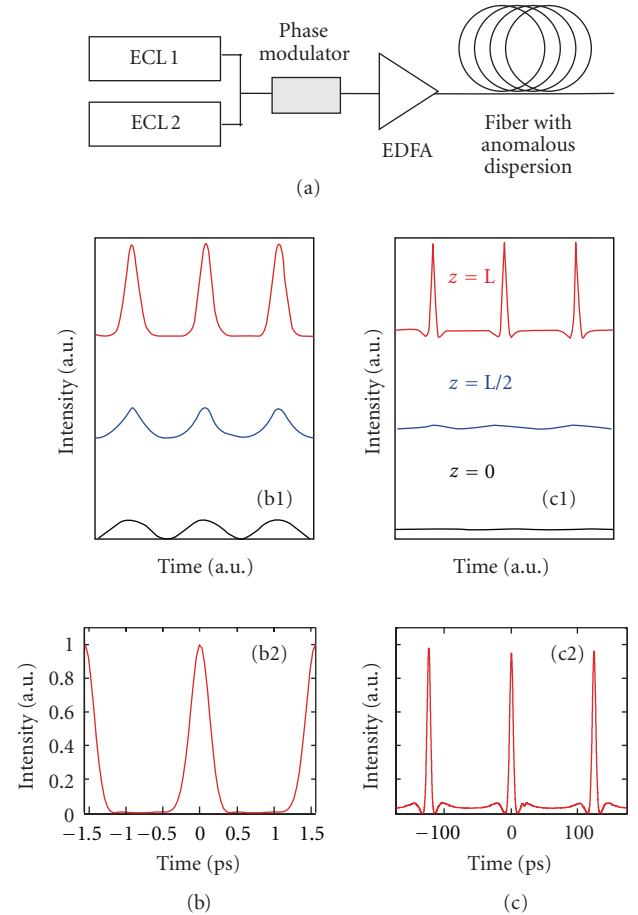 ECL 1
ECL 2
Phase
modulator
EDFA
Fiber with
anomalous
dispersion
(a)
Intensity (a.u.)
(b1)
Time (a.u.)
Intensity (a.u.)
z = L
z = L/2
z = 0
(c1)
Time (a.u.)
Intensity (a.u.)
1
0.8
0.6
0.4
0.2
0
(b2)
−1.5 −1 −0.5 0 0.5 1 1.5
Time (ps)
(b)
Intensity (a.u.)
(c2)
−100 0 100
Time (ps)
(c)